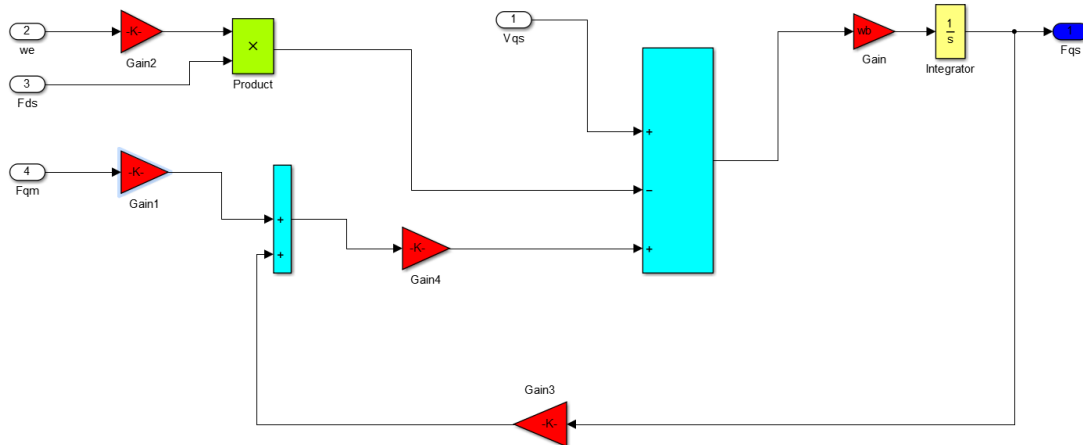 2
we
-K-
Gain2
×
Product
3
Fds
1
Vqs
wb
Gain
1
s
Integrator
1
Fqs
4
Fqm
-K-
Gain1
+
+
-K-
Gain4
+
−
+
Gain3
-K-